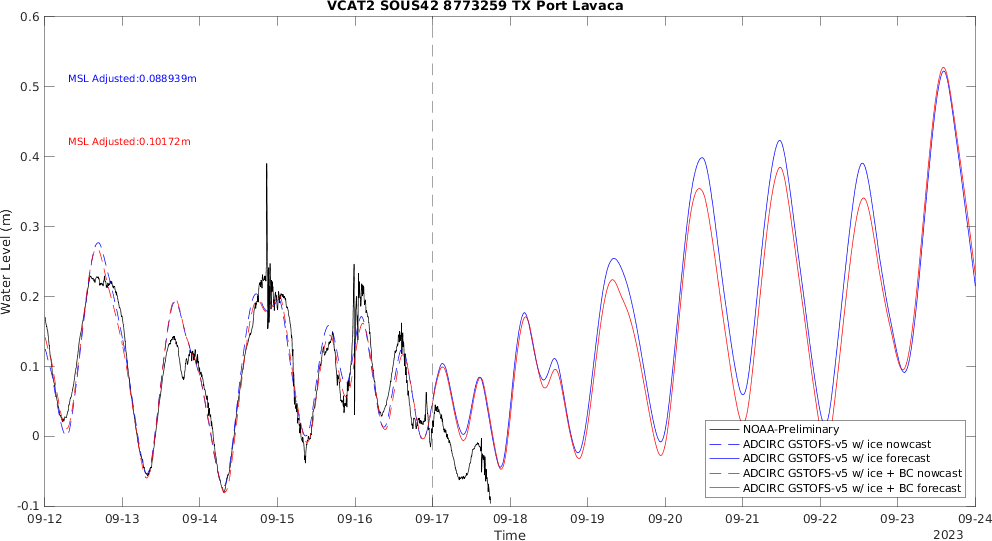 VCAT2 SOUS42 8773259 TX Port Lavaca
0.6
0.5
0.4
0.3
0.2
0.1
0
-0.1
Water Level (m)
MSL Adjusted:0.088939m
MSL Adjusted:0.10172m
NOAA-Preliminary
ADCIRC GSTOFS-v5 w/ ice nowcast
ADCIRC GSTOFS-v5 w/ ice forecast
ADCIRC GSTOFS-v5 w/ ice + BC nowcast
ADCIRC GSTOFS-v5 w/ ice + BC forecast
09-12 09-13 09-14 09-15 09-16 09-17 09-18 09-19 09-20 09-21 09-22 09-23 09-24
Time
2023